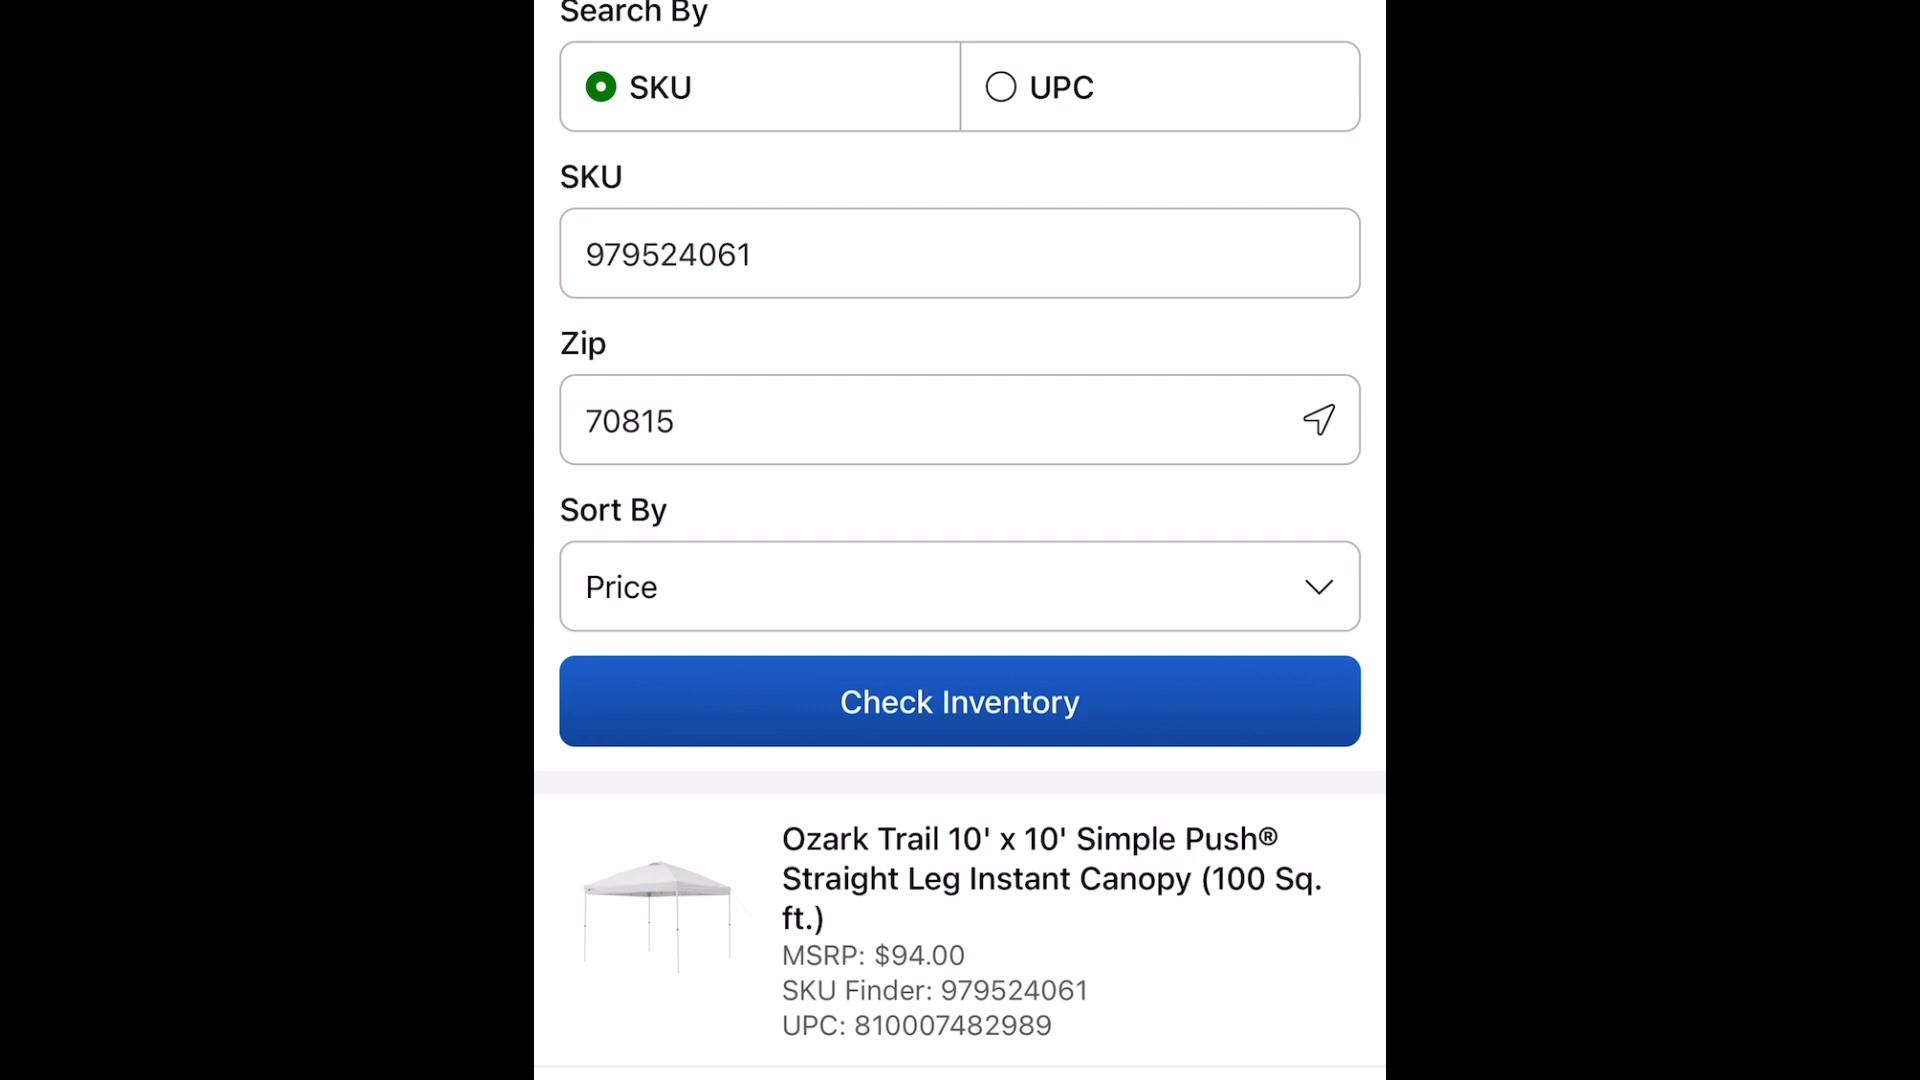 Search By
SKU
UPC
SKU
979524061
Zip
70815
Sort By
Price
Check Inventory
Ozark Trail 10' x 10' Simple Push®
Straight Leg Instant Canopy (100 Sq.
ft.)
MSRP: $94.00
SKU Finder: 979524061
UPC: 810007482989